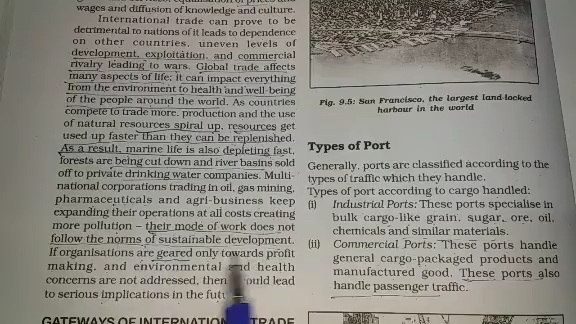 wages and diffusion of knowledge and culture.
International trade can prove to be
detrimental to nations of it leads to dependence
on other countries, uneven levels of
development, exploitation, and commercial
rivalry leading to wars. Global trade affects
many aspects of life; it can impact everything
from the environment to health and well-being
of the people around the world. As countries
compete to trade more, production and the use
of natural resources spiral up, resources get
used up faster than they can be replenished.
As a result, marine life is also depleting fast,
forests are being cut down and river basins sold
off to private drinking water companies. Multi-
national corporations trading in oil, gas mining,
pharmaceuticals and agri-business keep
expanding their operations at all costs creating
more pollution – their mode of work does not
follow the norms of sustainable development.
If organisations are geared only towards profit
making, and environmental and health
concerns are not addressed, then could lead
to serious implications in the
GATEWAYS OF INTERNATIONAL TRADE
Fig. 9.5: San Francisco, the largest land-locked
harbour in the world
Types of Port
Generally, ports are classified according to the
types of traffic which they handle.
Types of port according to cargo handled:
(i) Industrial Ports: These ports specialise in
bulk cargo-like grain, sugar, ore, oil,
chemicals and similar materials.
(ii) Commercial Ports: These ports handle
general cargo-packaged products and
manufactured good. These ports also
handle passenger traffic.